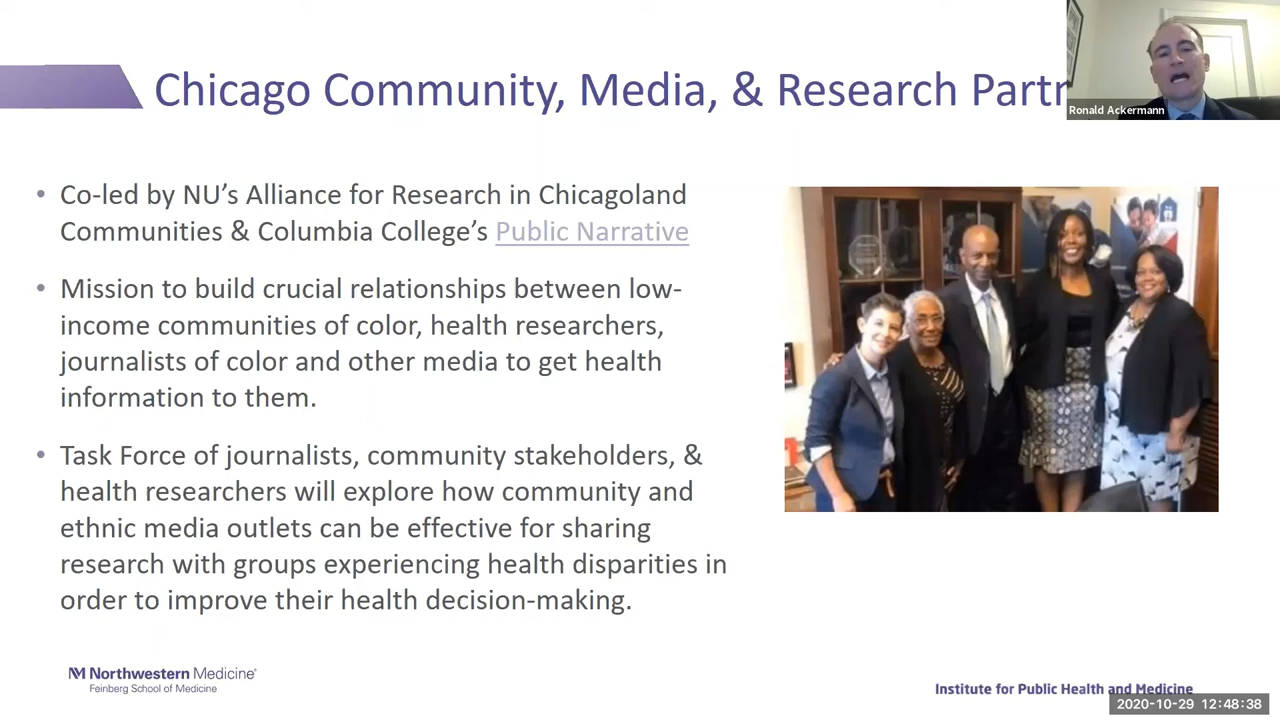 Chicago Community, Media, & Research Partn
Ronald Ackermann
• Co-led by NU’s Alliance for Research in Chicagoland
Communities & Columbia College’s Public Narrative
• Mission to build crucial relationships between low-
income communities of color, health researchers,
journalists of color and other media to get health
information to them.
• Task Force of journalists, community stakeholders, &
health researchers will explore how community and
ethnic media outlets can be effective for sharing
research with groups experiencing health disparities in
order to improve their health decision-making.
NM Northwestern Medicine®
Feinberg School of Medicine
Institute for Public Health and Medicine
2020-10-29 12:48:38